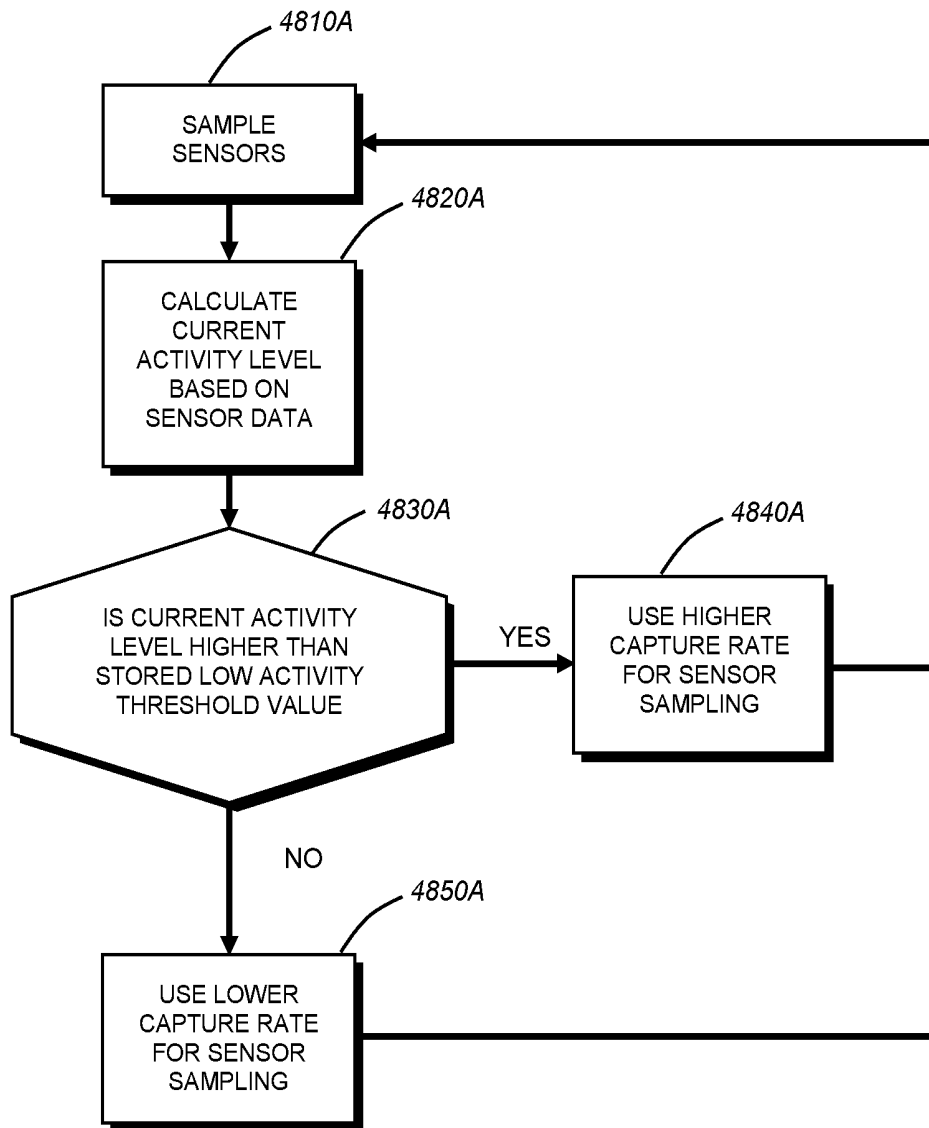 4810A
SAMPLE
SENSORS
4820A
CALCULATE
CURRENT
ACTIVITY LEVEL
BASED ON
SENSOR DATA
4830A
IS CURRENT ACTIVITY
LEVEL HIGHER THAN
STORED LOW ACTIVITY
THRESHOLD VALUE
YES
4840A
USE HIGHER
CAPTURE RATE
FOR SENSOR
SAMPLING
NO
4850A
USE LOWER
CAPTURE RATE
FOR SENSOR
SAMPLING